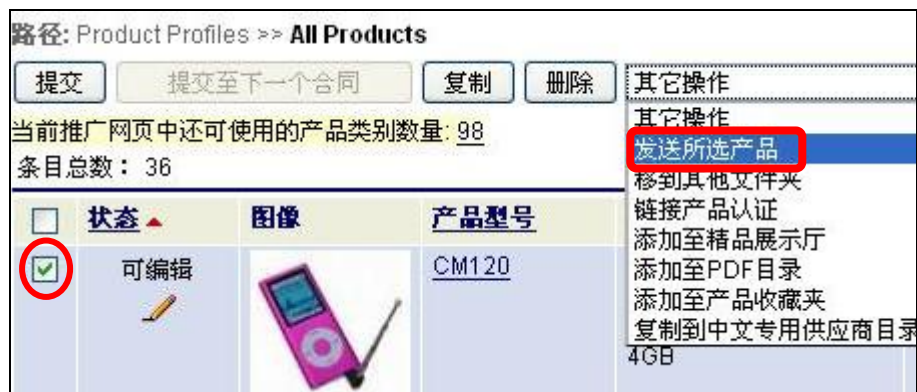 路径: Product Profiles >> All Products
提交 提交至下一个合同 复制 册除 其它操作
当前推广网页中还可使用的产品类别数量: 98
条目总数： 36
其它操作
发送所选产品
移到其他文件夹
链接产品认证
添加至精品展示厅
添加至PDF目录
添加至产品收藏夹
复制到中文专用供应商目录
状态 图像 产品型号
可编辑 CM120
4GB